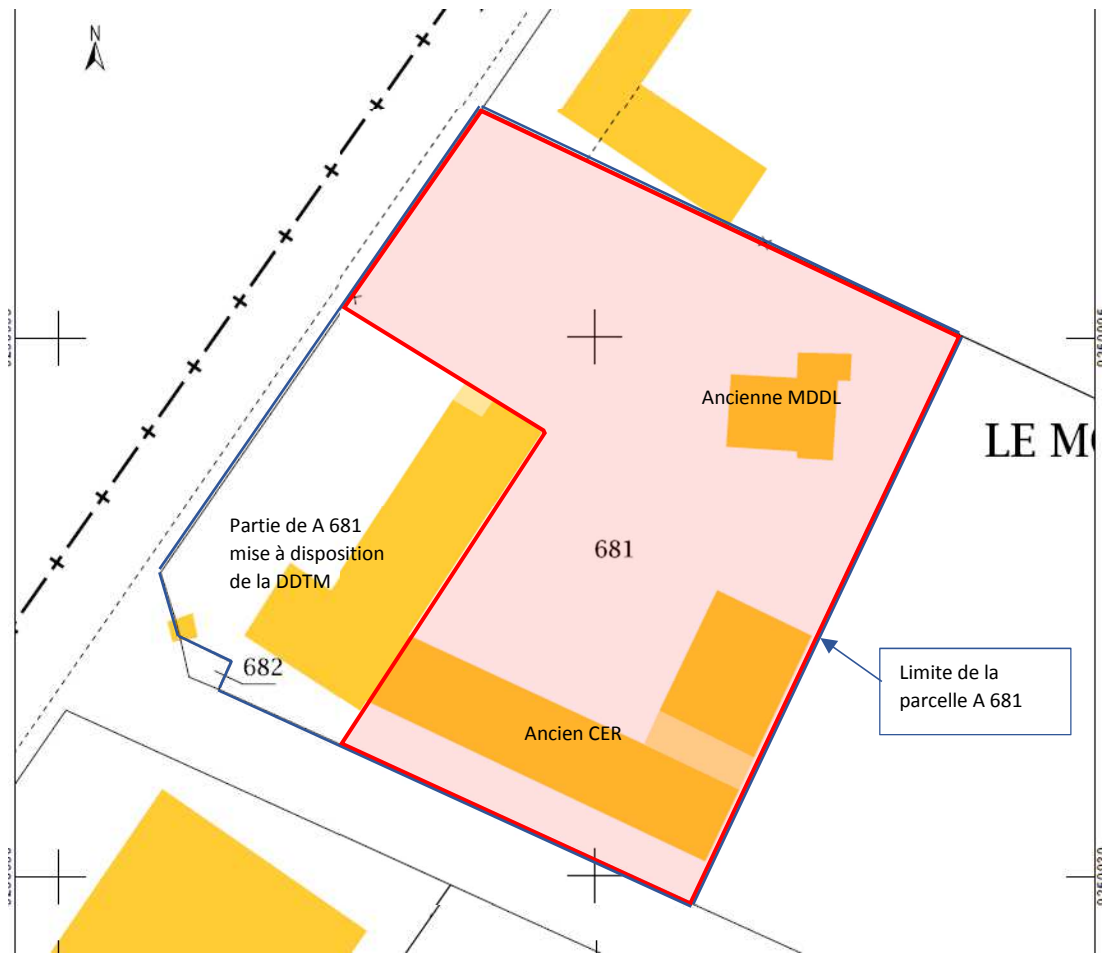 N
Ancienne MDDL
LE M
Partie de A 681
mise à disposition
de la DDTM
681
682
Limite de la
parcelle A 681
Ancien CER